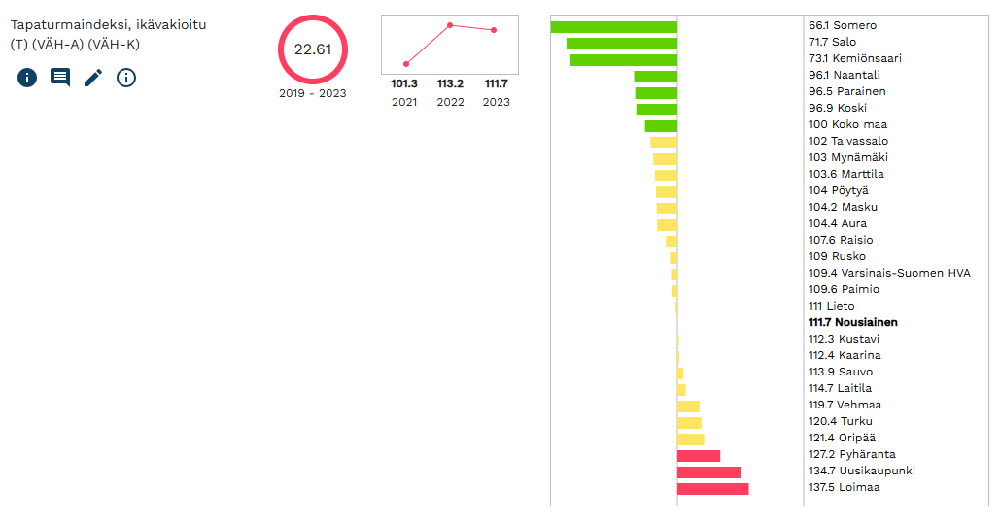 Tapaturmaindeksi, ikävakioitu
(T) (VÄH-A) (VÄH-K)
22.61
2019 - 2023
101.3 113.2 111.7
2021 2022 2023
66.1 Somero
71.7 Salo
73.1 Kemiönsaari
96.1 Naantali
96.5 Parainen
96.9 Koski
100 Koko maa
102 Taivassalo
103 Mynämäki
103.6 Marttila
104 Pöytyä
104.2 Masku
104.4 Aura
107.6 Raisio
109 Rusko
109.4 Varsinais-Suomen HVA
109.6 Paimio
111 Lieto
111.7 Nousiainen
112.3 Kustavi
112.4 Kaarina
113.9 Sauvo
114.7 Laitila
119.7 Vehmaa
120.4 Turku
121.4 Oripää
127.2 Pyhäranta
134.7 Uusikaupunki
137.5 Loimaa